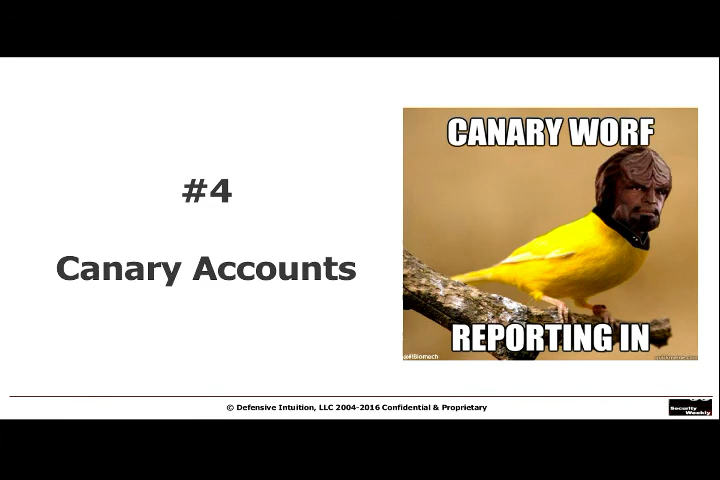 #4
Canary Accounts
CANARY WORF
REPORTING IN
© Defensive Intuition, LLC 2004-2016 Confidential & Proprietary
Security
Weekly